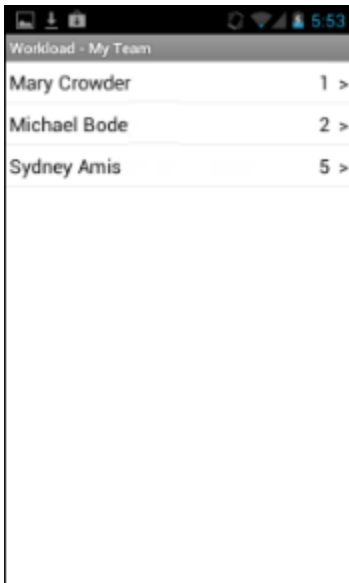 5:53
Workload - My Team
Mary Crowder 1 >
Michael Bode 2 >
Sydney Amis 5 >